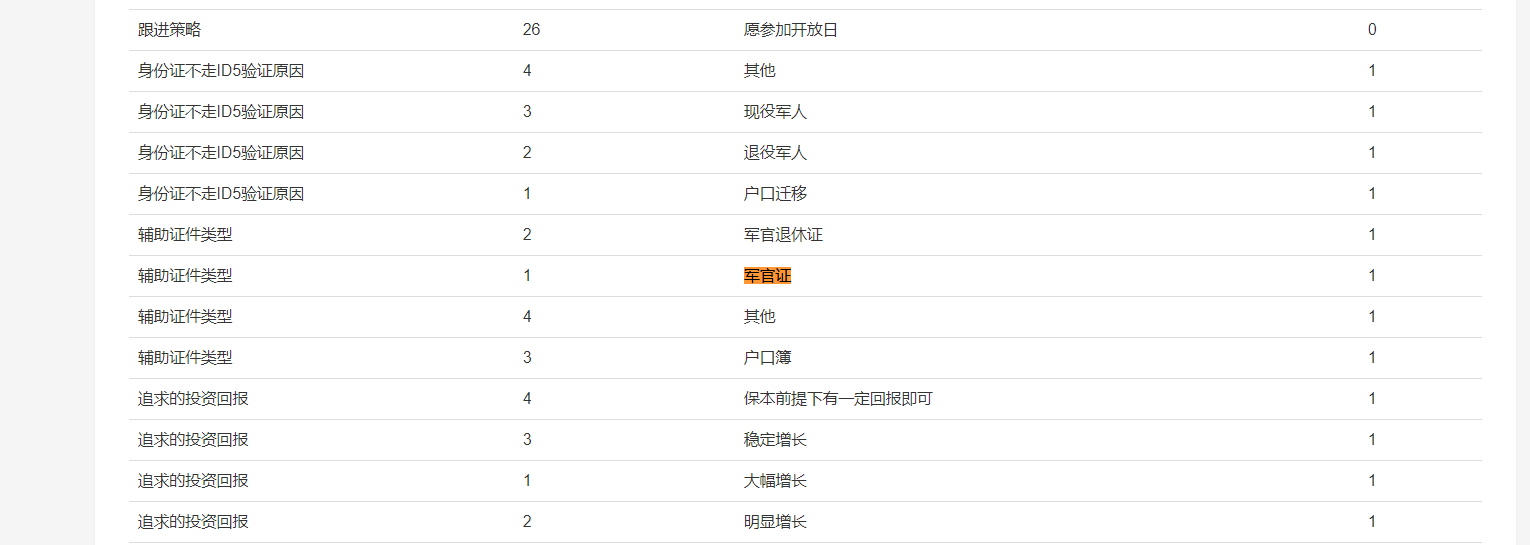 跟进策略 26 愿参加开放日 0
身份证不走ID5验证原因 4 其他 1
身份证不走ID5验证原因 3 现役军人 1
身份证不走ID5验证原因 2 退役军人 1
身份证不走ID5验证原因 1 户口迁移 1
辅助证件类型 2 军官退休证 1
辅助证件类型 1 军官证 1
辅助证件类型 4 其他 1
辅助证件类型 3 户口簿 1
追求的投资回报 4 保本前提下有一定回报即可 1
追求的投资回报 3 稳定增长 1
追求的投资回报 1 大幅增长 1
追求的投资回报 2 明显增长 1